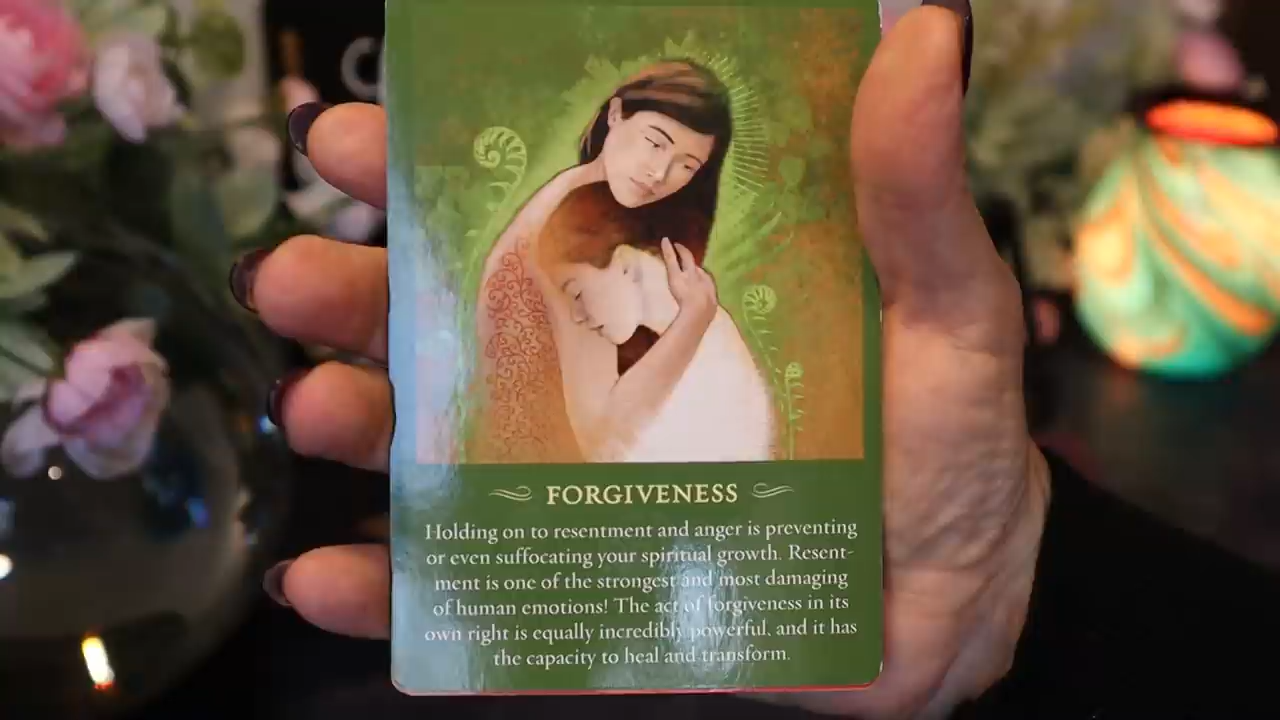 FORGIVENESS
Holding on to resentment and anger is preventing
or even suffocating your spiritual growth. Resent-
ment is one of the strongest and most damaging
of human emotions! The act of forgiveness in its
own right is equally incredibly powerful, and it has
the capacity to heal and transform.